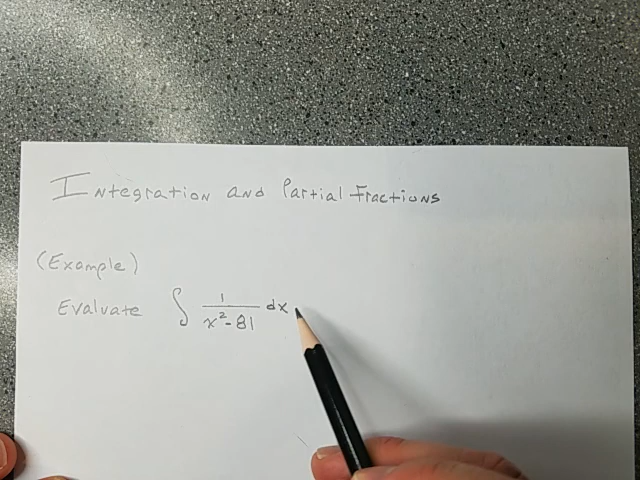 Integration and Partial Fractions
(Example)
Evaluate ∫ 1/(x²-81) dx